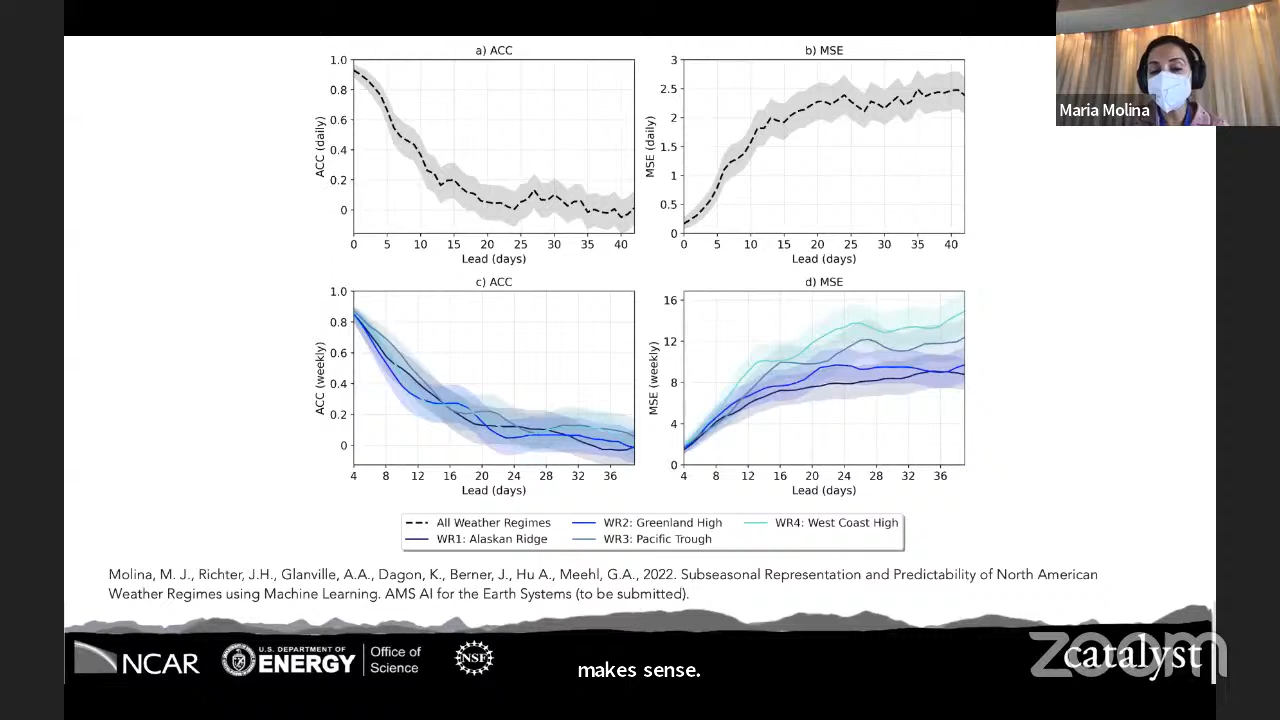 a) ACC
b) MSE
1.0
0.8
0.6
0.4
0.2
0
ACC (daily)
0 5 10 15 20 25 30 35 40
Lead (days)
3
2.5
2
1.5
1
0.5
0
MSE (daily)
0 5 10 15 20 25 30 35 40
Lead (days)
Maria Molina
c) ACC
d) MSE
1.0
0.8
0.6
0.4
0.2
0
ACC (weekly)
4 8 12 16 20 24 28 32 36
Lead (days)
16
12
8
4
0
MSE (weekly)
4 8 12 16 20 24 28 32 36
Lead (days)
All Weather Regimes
WR1: Alaskan Ridge
WR2: Greenland High
WR3: Pacific Trough
WR4: West Coast High
Molina, M. J., Richter, J.H., Glanville, A.A., Dagon, K., Berner, J., Hu A., Meehl, G.A., 2022. Subseasonal Representation and Predictability of North American
Weather Regimes using Machine Learning. AMS AI for the Earth Systems (to be submitted).
NCAR
U.S. DEPARTMENT OF
ENERGY
Office of
Science
NSF
catalyst
zoom
makes sense.